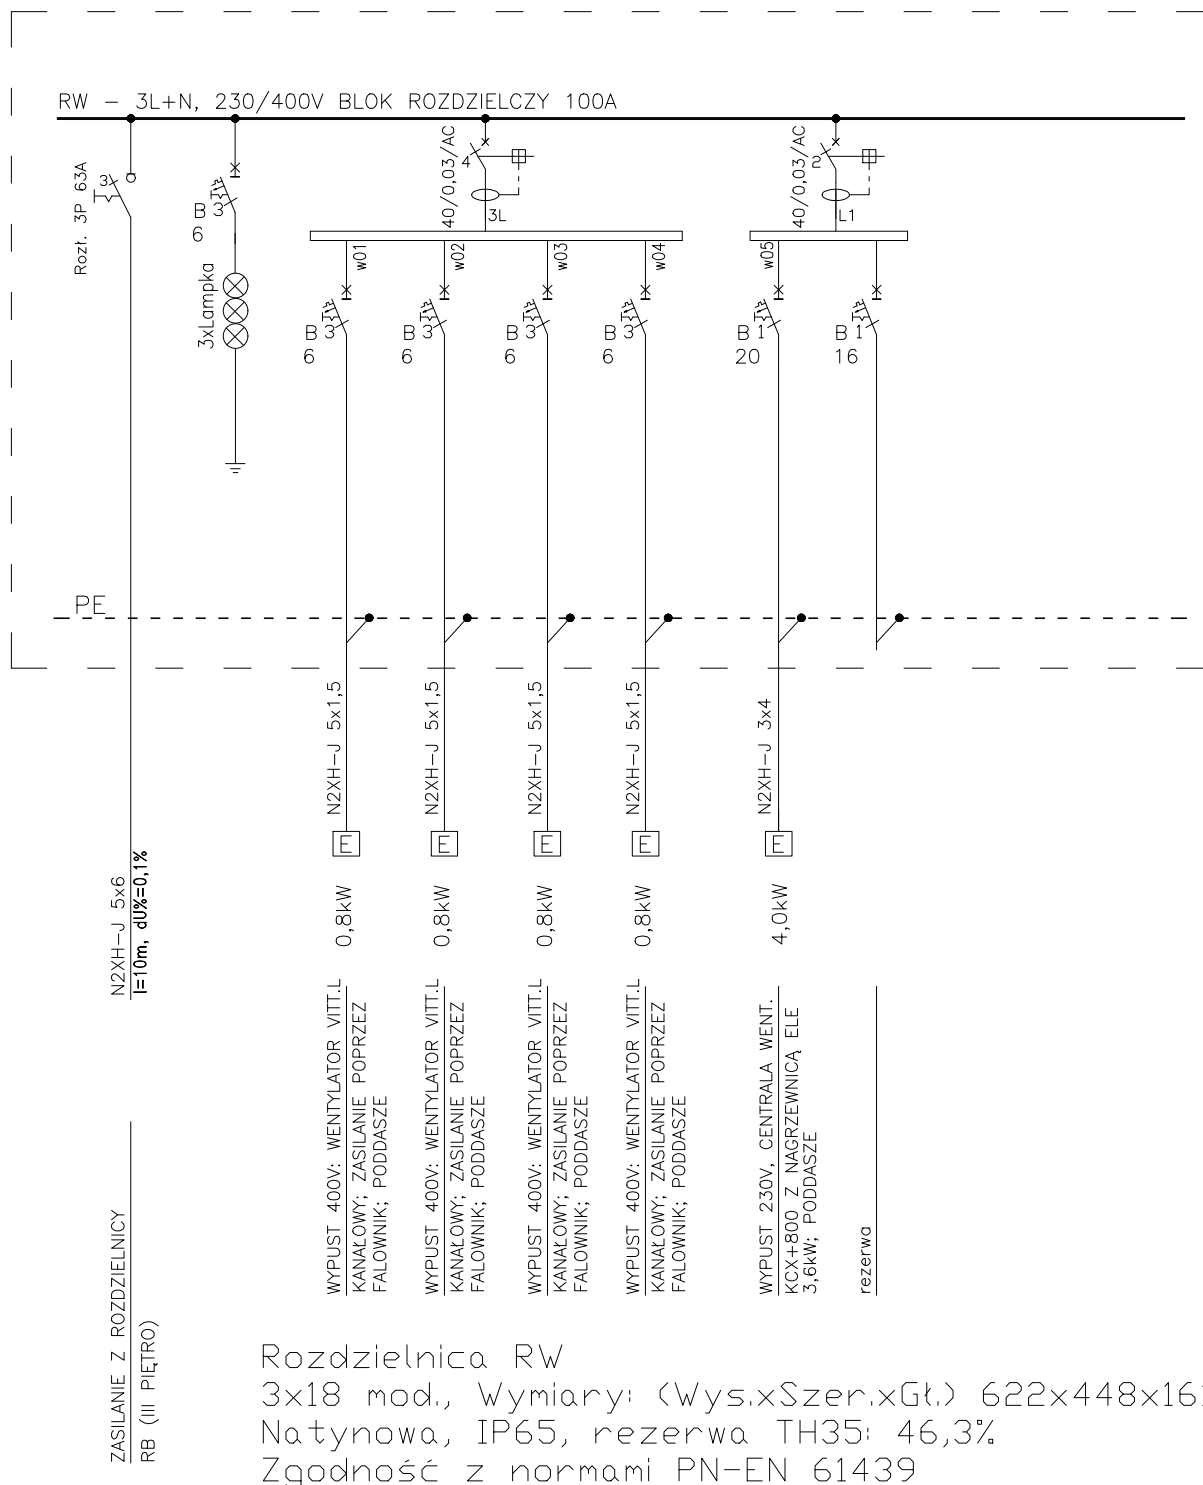 RW – 3L+N, 230/400V BLOK ROZDZIELCZY 100A
Rozł. 3P 63A
3
B 3
6
3xLampka
40/0,03/AC
4
3L
40/0,03/AC
2
L1
w01
w02
w03
w04
w05
B 3
6
B 3
6
B 3
6
B 3
6
B 1
20
B 1
16
PE
N2XH-J 5x6
l=10m, dU%=0,1%
N2XH-J 5x1,5
N2XH-J 5x1,5
N2XH-J 5x1,5
N2XH-J 5x1,5
N2XH-J 3x4
E
E
E
E
E
0,8kW
0,8kW
0,8kW
0,8kW
4,0kW
ZASILANIE Z ROZDZIELNICY
RB (III PIĘTRO)
WYPUST 400V: WENTYLATOR VITT.L
KANAŁOWY; ZASILANIE POPRZEZ
FALOWNIK; PODDASZE
WYPUST 400V: WENTYLATOR VITT.L
KANAŁOWY; ZASILANIE POPRZEZ
FALOWNIK; PODDASZE
WYPUST 400V: WENTYLATOR VITT.L
KANAŁOWY; ZASILANIE POPRZEZ
FALOWNIK; PODDASZE
WYPUST 400V: WENTYLATOR VITT.L
KANAŁOWY; ZASILANIE POPRZEZ
FALOWNIK; PODDASZE
WYPUST 230V, CENTRALA WENT.
KCX+800 Z NAGRZEWNICĄ ELE
3,6kW; PODDASZE
rezerwa
Rozdzielnica RW
3x18 mod., Wymiary: (Wys.xSzer.xGł.)
Natynowa, IP65, rezerwa TH35: 46,3%
Zgodność z normami PN-EN 61439